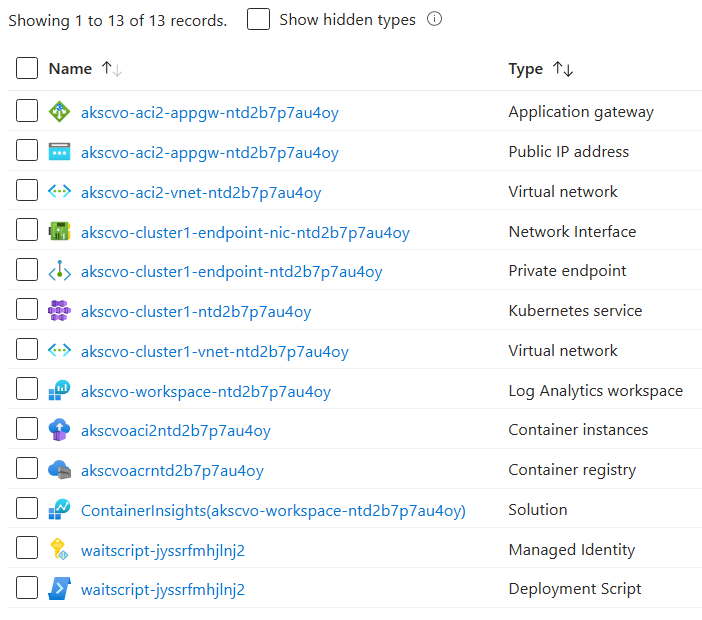 Showing 1 to 13 of 13 records. Show hidden types
Name Type
akscvo-aci2-appgw-ntd2b7p7au4oy Application gateway
akscvo-aci2-appgw-ntd2b7p7au4oy Public IP address
akscvo-aci2-vnet-ntd2b7p7au4oy Virtual network
akscvo-cluster1-endpoint-nic-ntd2b7p7au4oy Network Interface
akscvo-cluster1-endpoint-ntd2b7p7au4oy Private endpoint
akscvo-cluster1-ntd2b7p7au4oy Kubernetes service
akscvo-cluster1-vnet-ntd2b7p7au4oy Virtual network
akscvo-workspace-ntd2b7p7au4oy Log Analytics workspace
akscvoaci2ntd2b7p7au4oy Container instances
akscvoacrntd2b7p7au4oy Container registry
ContainerInsights(akscvo-workspace-ntd2b7p7au4oy) Solution
waitscript-jyssrfmhjlnj2 Managed Identity
waitscript-jyssrfmhjlnj2 Deployment Script